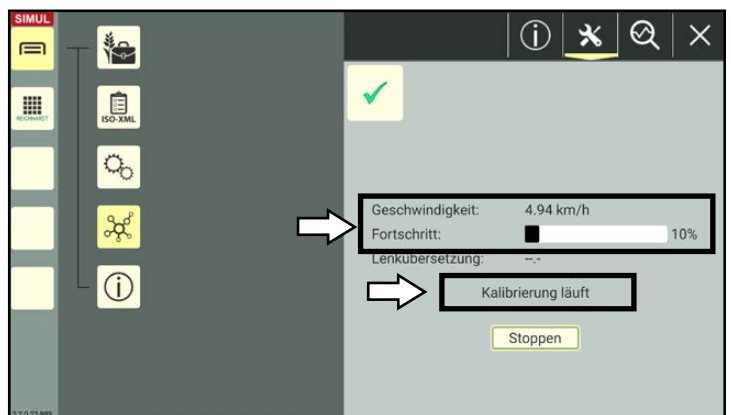 SIMUL
REICHHARDT
ISO-XML
Geschwindigkeit: 4.94 km/h
Fortschritt: 10%
Lenkübersetzung: --.-
Kalibrierung läuft
Stoppen